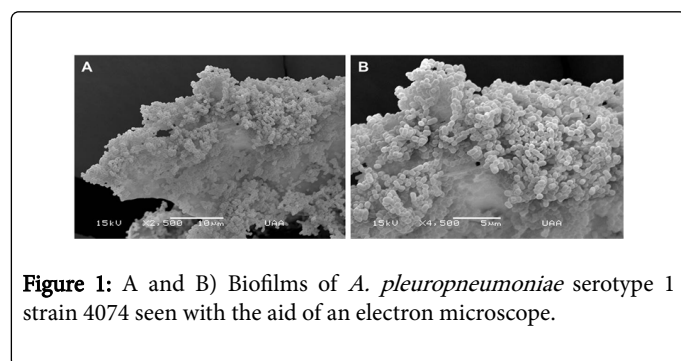 A
B
15kV X2,500 10µm UAA
15kV X4,500 5µm UAA
Figure 1: A and B) Biofilms of A. pleuropneumoniae serotype 1
strain 4074 seen with the aid of an electron microscope.